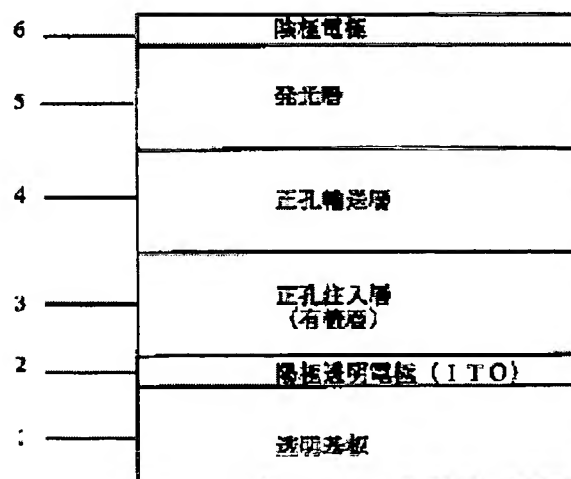 6 陰極電極
5 発光層
4 正孔輸送層
3 正孔注入層
(有機層)
2 陽極透明電極(ITO)
1 透明基板